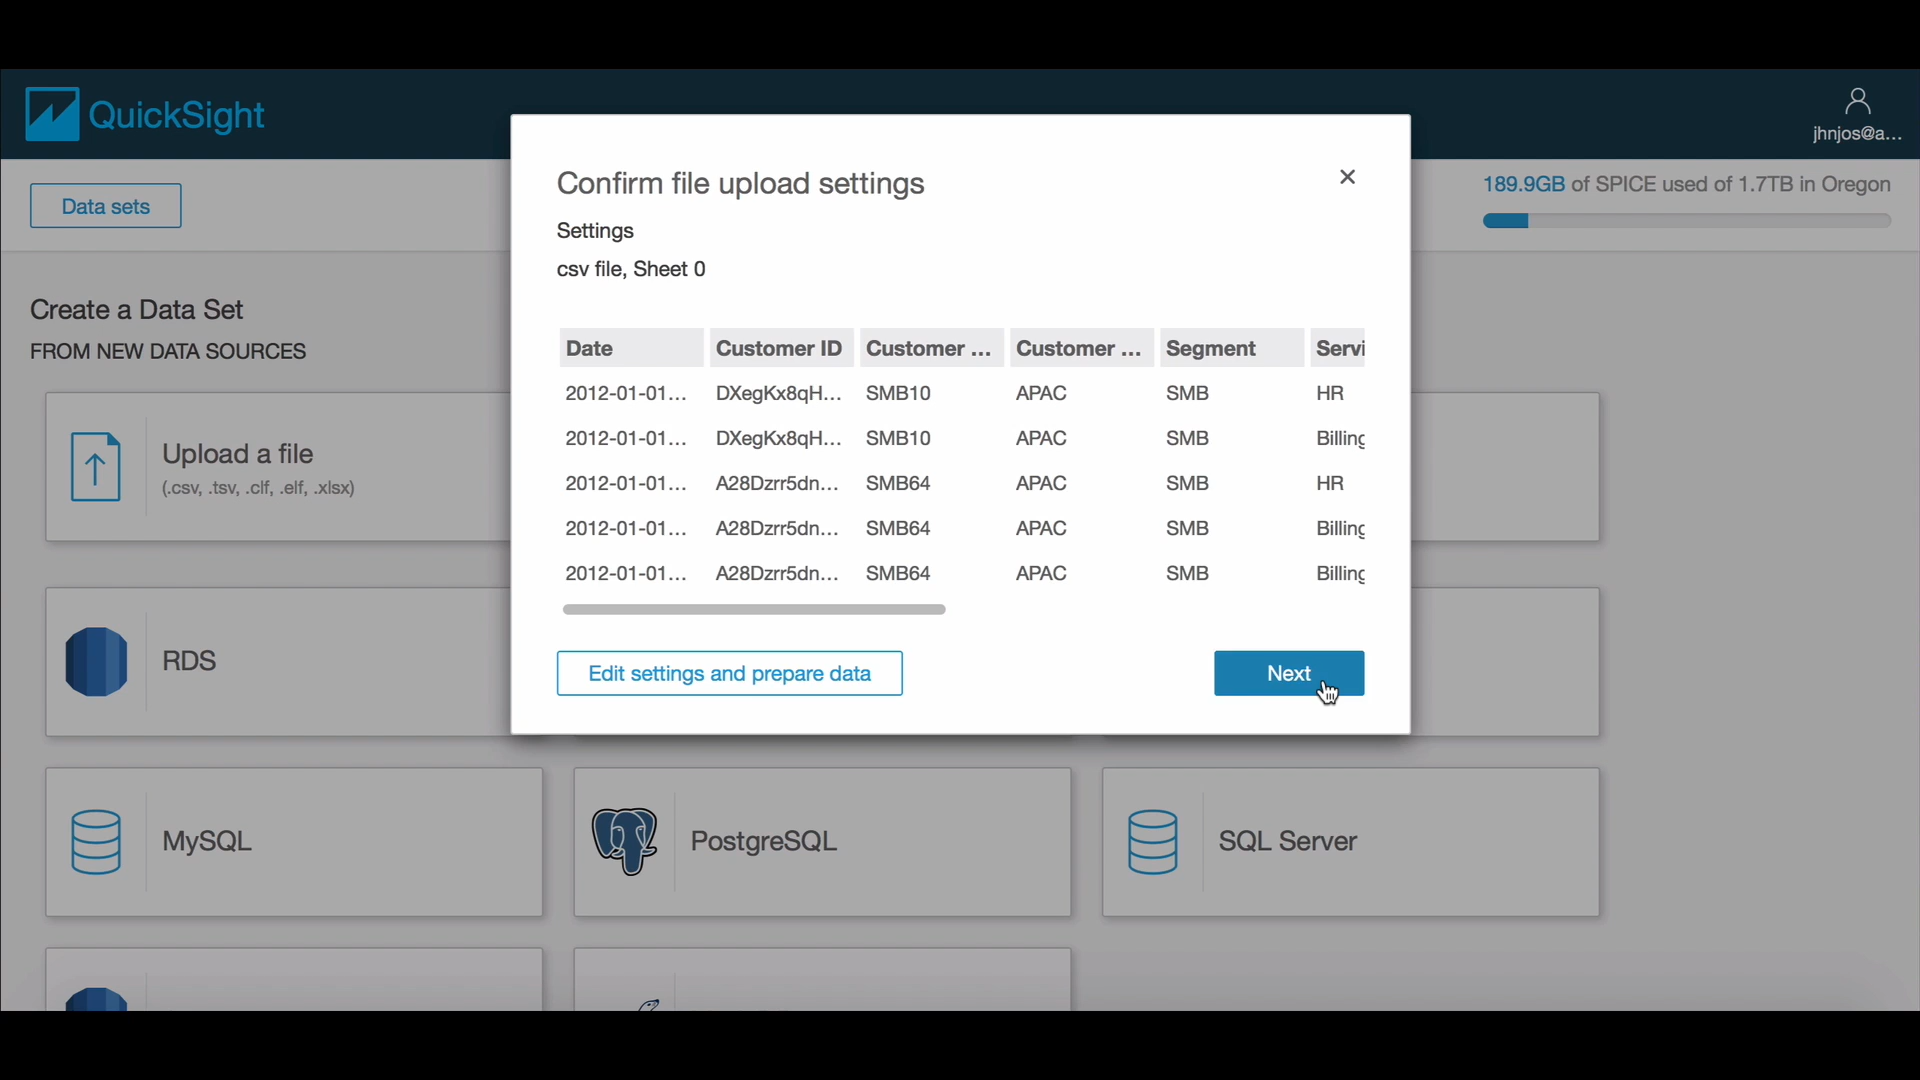 QuickSight
jhnjos@a...
Data sets
189.9GB of SPICE used of 1.7TB in Oregon
Confirm file upload settings
Settings
csv file, Sheet 0
Date Customer ID Customer ... Customer ... Segment Servi
2012-01-01... DXegKx8qH... SMB10 APAC SMB HR
2012-01-01... DXegKx8qH... SMB10 APAC SMB Billing
2012-01-01... A28Dzrr5dn... SMB64 APAC SMB HR
2012-01-01... A28Dzrr5dn... SMB64 APAC SMB Billing
2012-01-01... A28Dzrr5dn... SMB64 APAC SMB Billing
Edit settings and prepare data
Next
Create a Data Set
FROM NEW DATA SOURCES
Upload a file
(.csv, .tsv, .clf, .elf, .xlsx)
RDS
MySQL
PostgreSQL
SQL Server